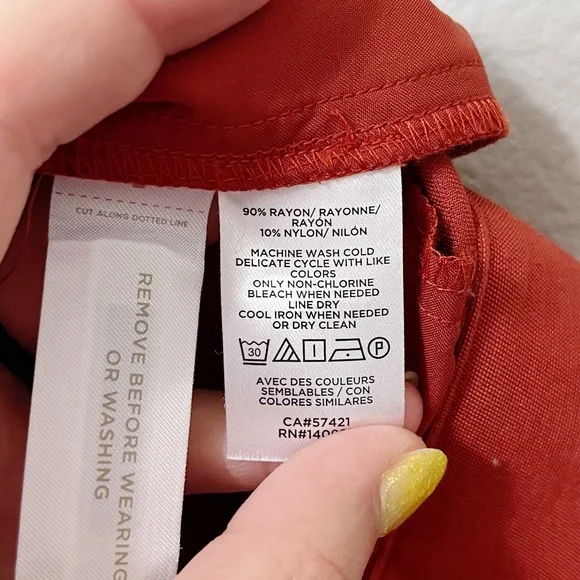 CUT ALONG DOTTED LINE
REMOVE BEFORE WEARING
OR WASHING
90% RAYON/ RAYONNE/
RAYÓN
10% NYLON/ NILÓN
MACHINE WASH COLD
DELICATE CYCLE WITH LIKE
COLORS
ONLY NON-CHLORINE
BLEACH WHEN NEEDED
LINE DRY
COOL IRON WHEN NEEDED
OR DRY CLEAN
30 P
AVEC DES COULEURS
SEMBLABLES / CON
COLORES SIMILARES
CA#57421